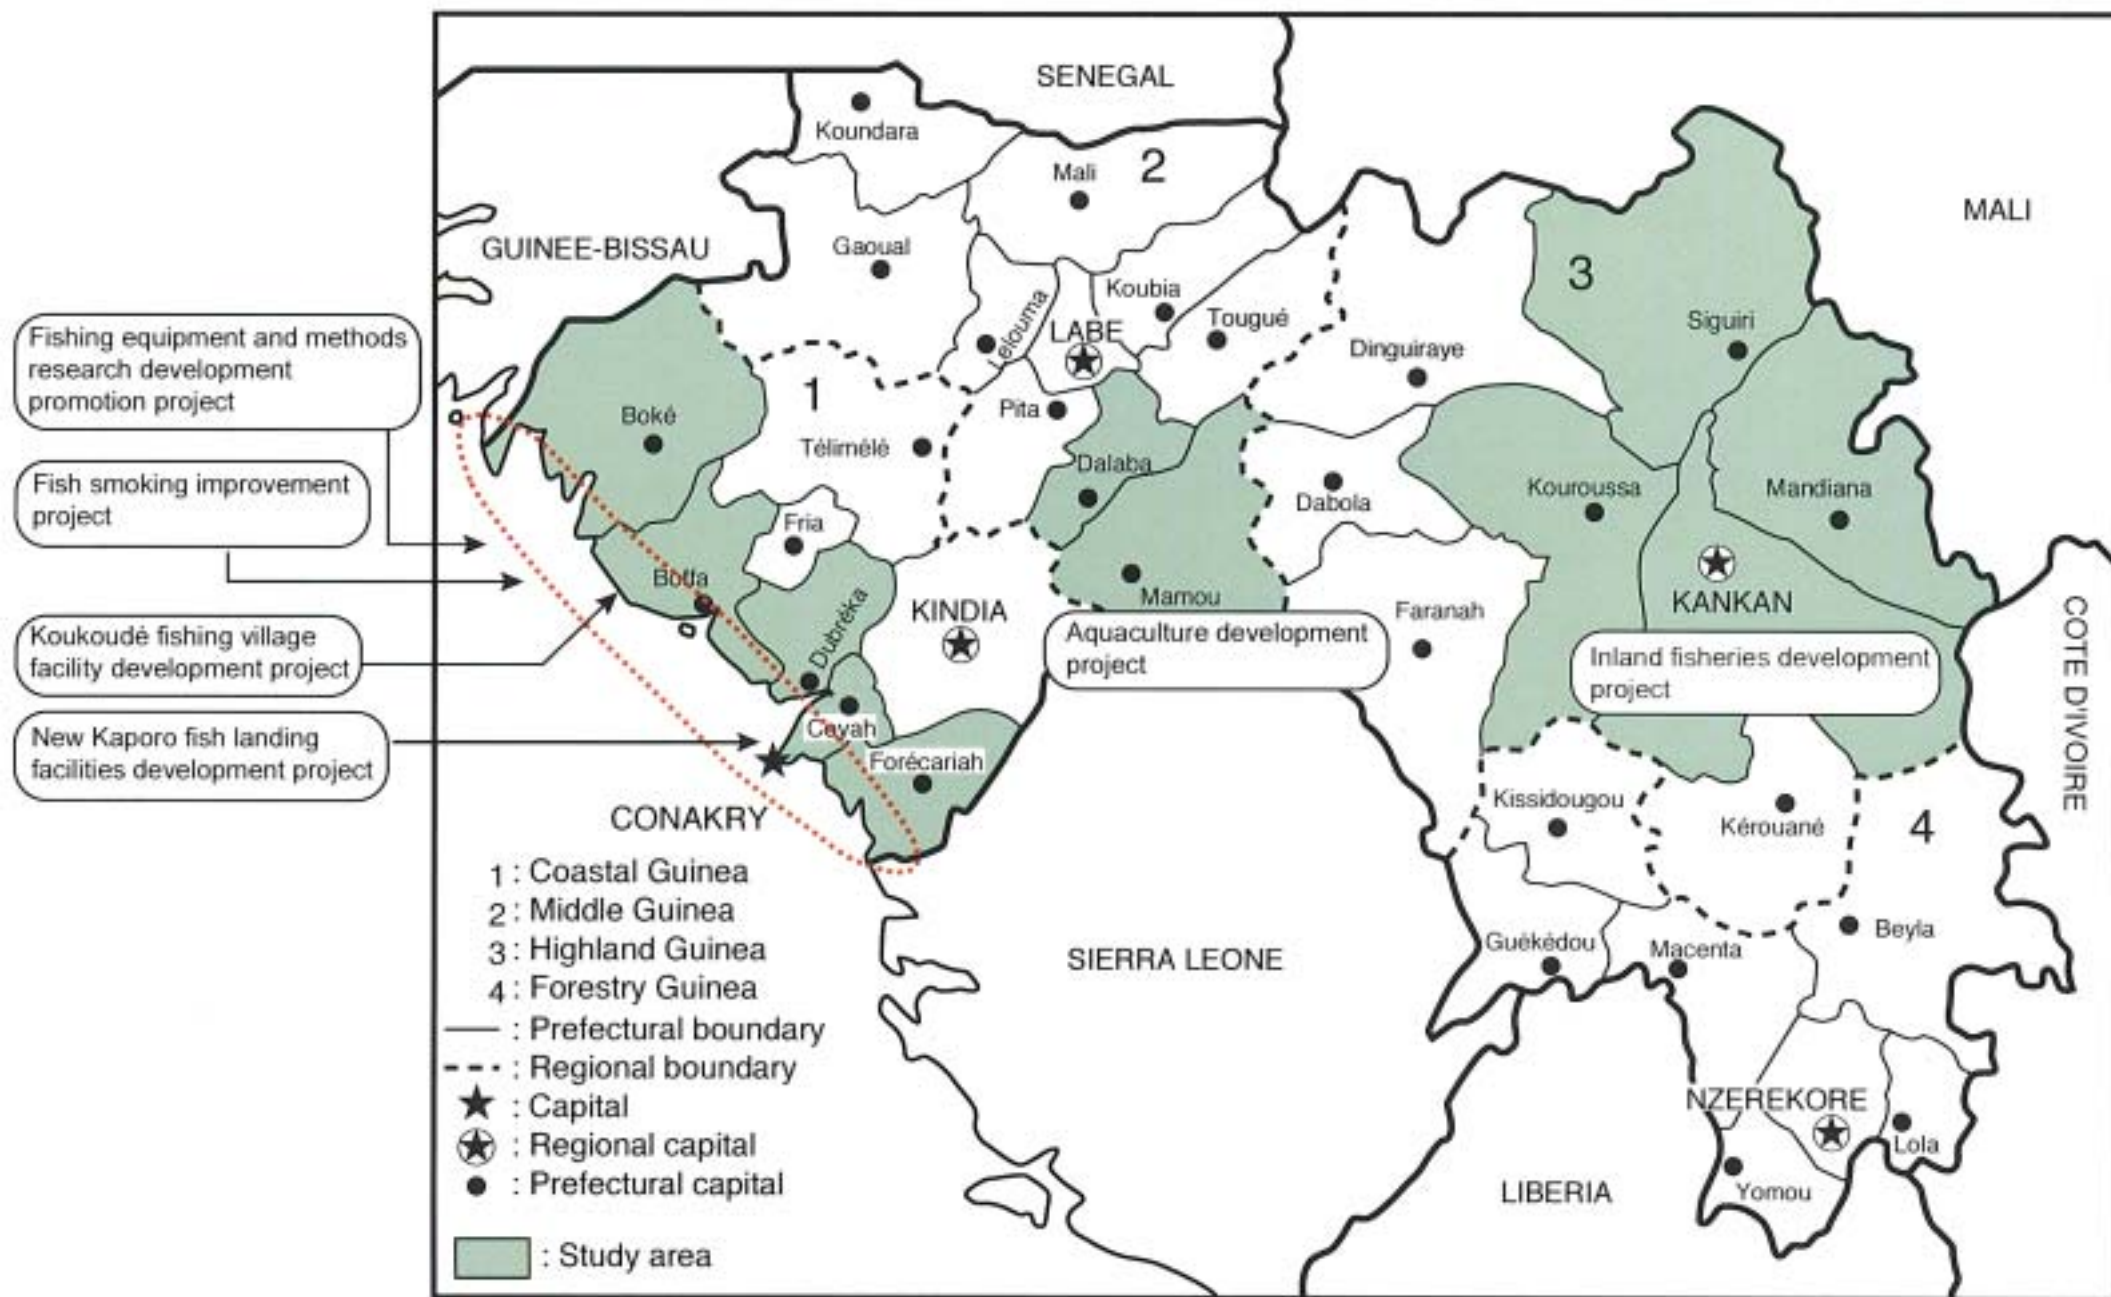 SENEGAL
Koundara
Mali
2
MALI
GUINEE-BISSAU
Gaoual
3
Koubia
Lelouma
LABE
Tougué
Siguiri
Dinguiraye
Fishing equipment and methods
research development
promotion project
1
Boké
Pita
Télimélé
Dalaba
Fish smoking improvement
project
Fria
Dabola
Kouroussa
Mandiana
Boffa
KINDIA
Dubréka
Mamou
Faranah
KANKAN
COTE D'IVOIRE
Koukoudé fishing village
facility development project
Aquaculture development
project
Inland fisheries development
project
New Kaporo fish landing
facilities development project
Coyah
Forécariah
CONAKRY
Kissidougou
Kérouané
4
1 : Coastal Guinea
2 : Middle Guinea
3 : Highland Guinea
4 : Forestry Guinea
: Prefectural boundary
: Regional boundary
: Capital
: Regional capital
: Prefectural capital
: Study area
SIERRA LEONE
Guékédou
Macenta
Beyla
NZEREKORE
Lola
Yomou
LIBERIA